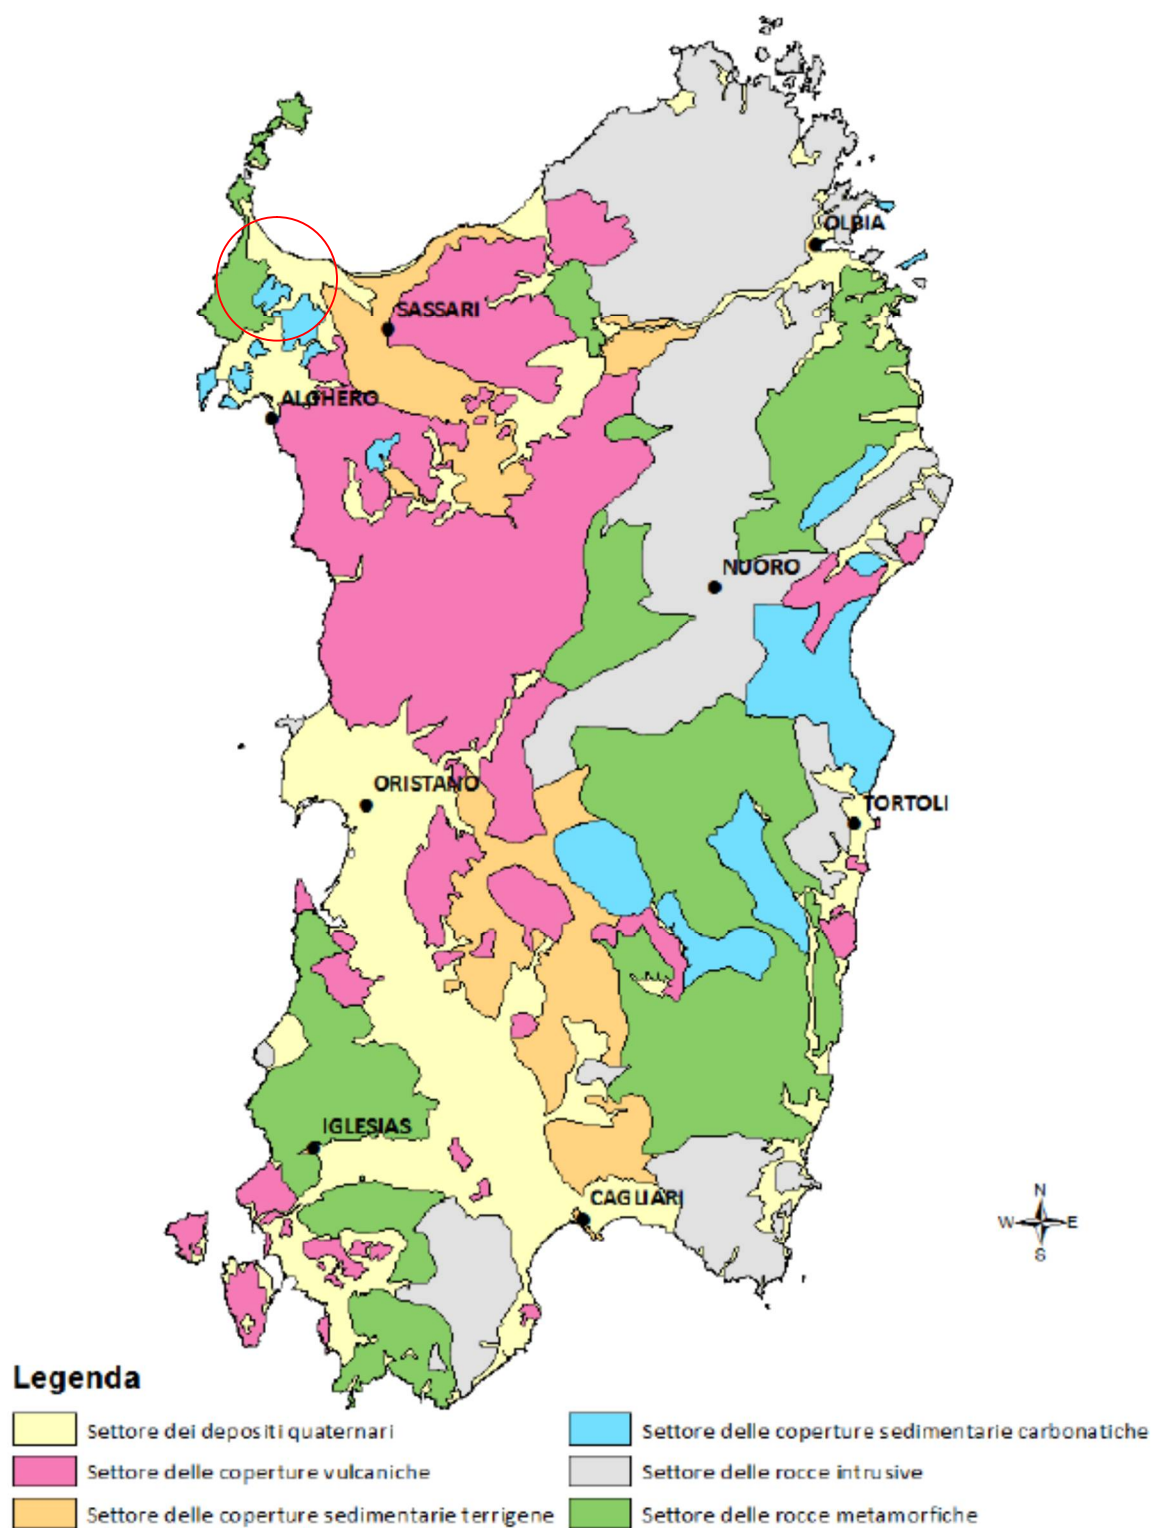 OLBIA
SASSARI
ALGHERO
NUORO
ORISTANO
TORTOLI
IGLESIAS
CAGLIARI
N
W E
S
Legenda
Settore dei depositi quaternari
Settore delle coperture vulcaniche
Settore delle coperture sedimentarie terrigene
Settore delle coperture sedimentarie carbonatiche
Settore delle rocce intrusive
Settore delle rocce metamorfiche